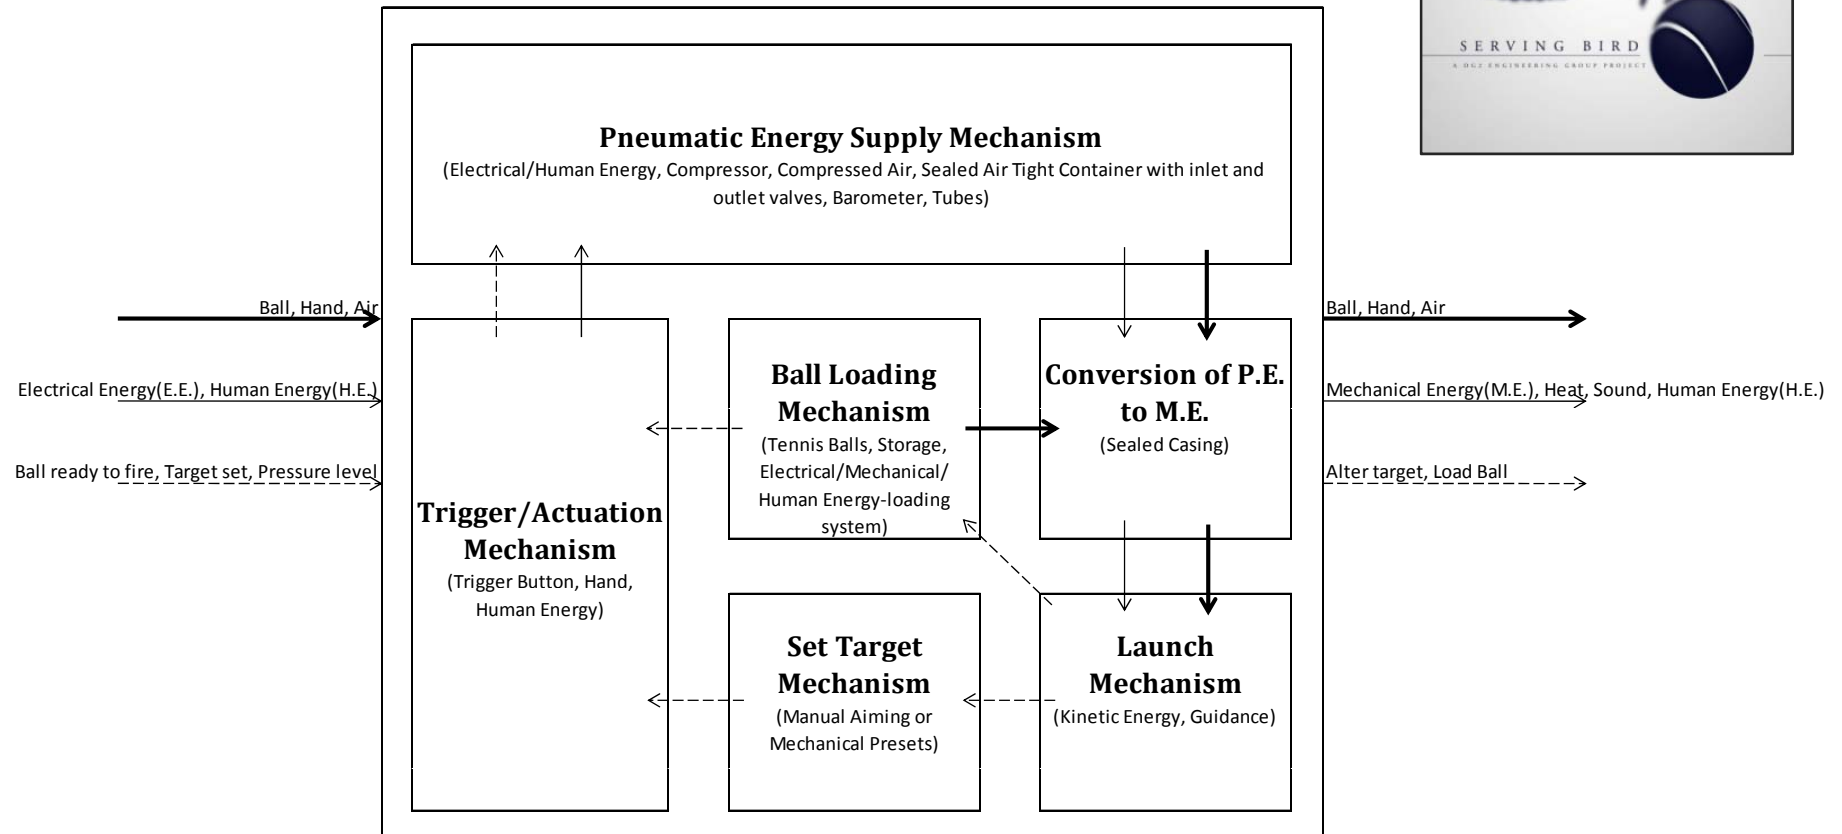 SERVING BIRD
A DG2 ENGINEERING GROUP PROJECT
Pneumatic Energy Supply Mechanism
(Electrical/Human Energy, Compressor, Compressed Air, Sealed Air Tight Container with inlet and
outlet valves, Barometer, Tubes)
Ball, Hand, Air
Electrical Energy(E.E.), Human Energy(H.E.)
Ball ready to fire, Target set, Pressure level
Trigger/Actuation
Mechanism
(Trigger Button, Hand,
Human Energy)
Ball Loading
Mechanism
(Tennis Balls, Storage,
Electrical/Mechanical/
Human Energy-loading
system)
Conversion of P.E.
to M.E.
(Sealed Casing)
Set Target
Mechanism
(Manual Aiming or
Mechanical Presets)
Launch
Mechanism
(Kinetic Energy, Guidance)
Ball, Hand, Air
Mechanical Energy(M.E.), Heat, Sound, Human Energy(H.E.)
Alter target, Load Ball